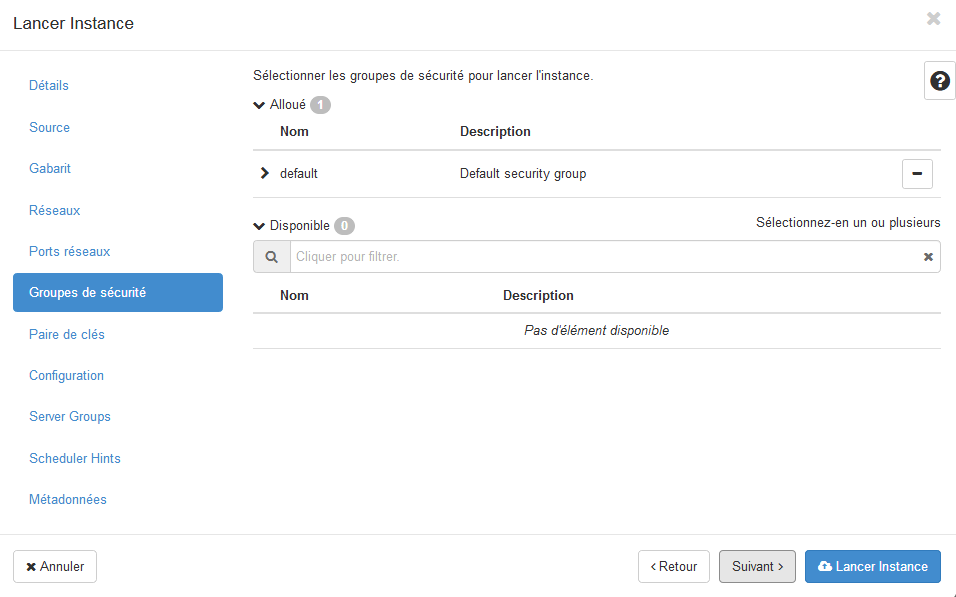 Lancer Instance
Détails
Source
Gabarit
Réseaux
Ports réseaux
Groupes de sécurité
Paire de clés
Configuration
Server Groups
Scheduler Hints
Métadonnées
Sélectionner les groupes de sécurité pour lancer l'instance.
Alloué 1
Nom Description
default Default security group
Disponible 0 Sélectionnez-en un ou plusieurs
Cliquer pour filtrer.
Nom Description
Pas d'élément disponible
Annuler
Retour
Suivant
Lancer Instance